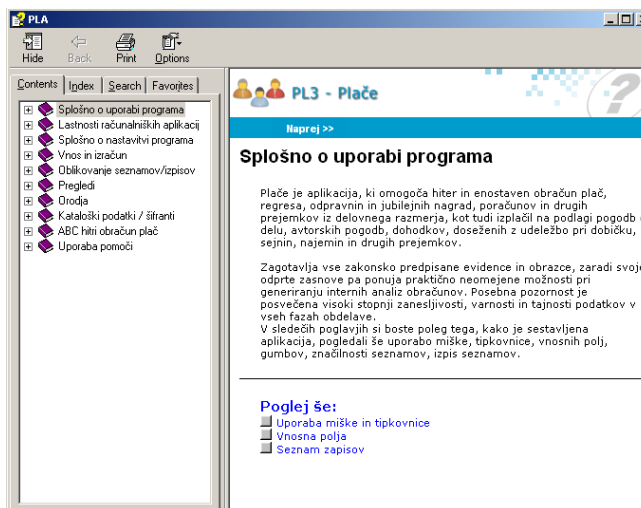 PLA
Hide Back Print Options
Contents Index Search Favorites
Splošno o uporabi programa
Lastnosti računalniških aplikacij
Splošno o nastavitvi programa
Vnos in izračun
Oblikovanje seznamov/izpisov
Pregledi
Orodja
Kataloški podatki / šifranti
ABC hitri obračun plač
Uporaba pomoči
PL3 - Plače
Naprej >>
Splošno o uporabi programa
Plače je aplikacija, ki omogoča hiter in enostaven obračun plač,
regresa, odpravnin in jubilejnih nagrad, poračunov in drugih
prejemkov iz delovnega razmerja, kot tudi izplačil na podlagi pogodb
delu, avtorskih pogodb, dohodkov, doseženih z udeležbo pri dobičku,
sejnin, najemin in drugih prejemkov.
Zagotavlja vse zakonsko predpisane evidence in obrazce, zaradi svoje
odprte zasnove pa ponuja praktično neomejene možnosti pri
generiranju internih analiz obračunov. Posebna pozornost je
posvečena visoki stopnji zanesljivosti, varnosti in tajnosti podatkov v
vseh fazah obdelave.
V sledečih poglavjih si boste poleg tega, kako je sestavljena
aplikacija, pogledali še uporabo miške, tipkovnice, vnosnih polj,
gumbov, značilnosti seznamov, izpis seznamov.
Poglej še:
Uporaba miške in tipkovnice
Vnosna polja
Seznam zapisov